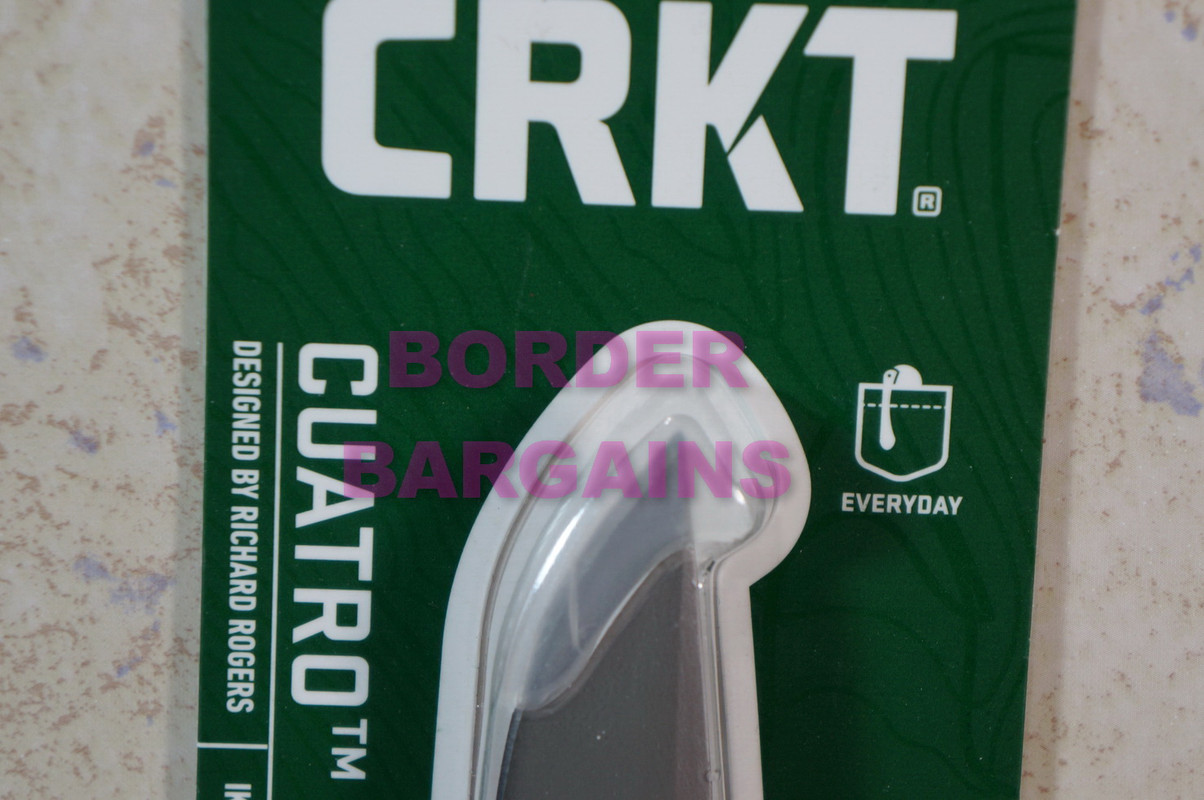 CRKT®
BORDER
BARGAINS
EVERYDAY
CUATRO™
DESIGNED BY RICHARD ROGERS